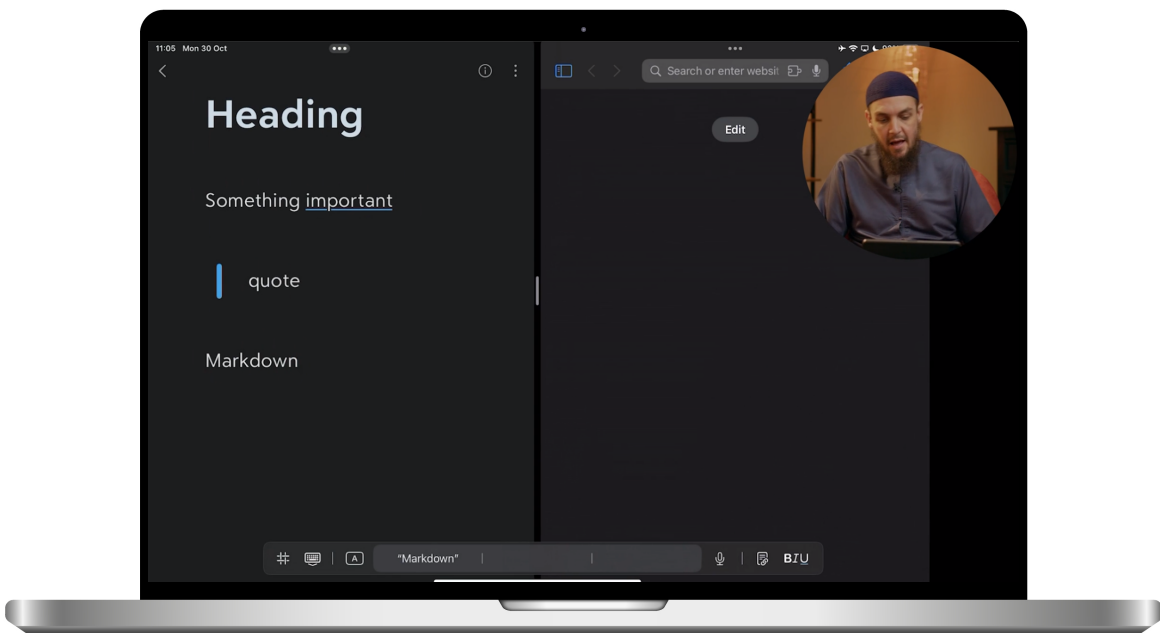 11:05 Mon 30 Oct
Search or enter websit
Heading
Edit
Something important
quote
Markdown
A
“Markdown”
BIU